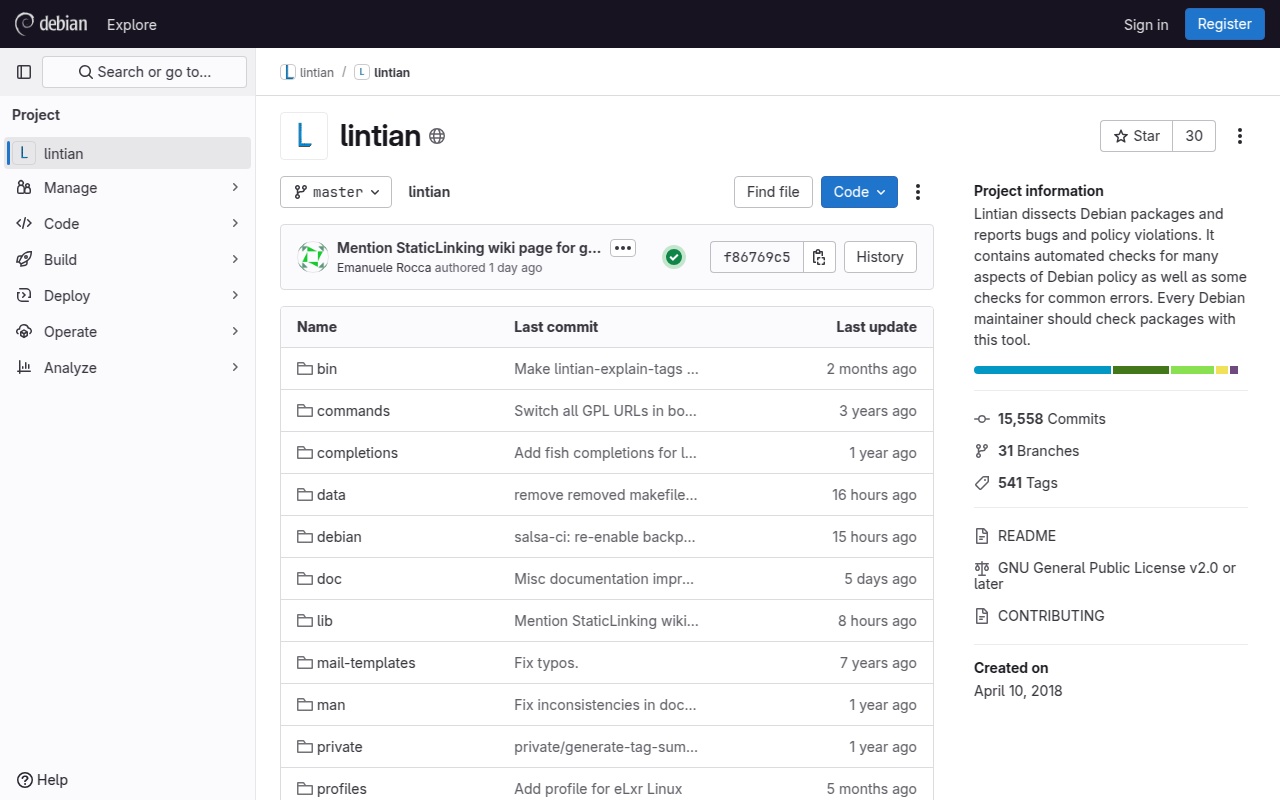 debian
Explore
Sign in
Register
Search or go to...
lintian / L lintian
Project
L lintian
Manage
Code
Build
Deploy
Operate
Analyze
Help
L
lintian
Star
30
master
lintian
Find file
Code
Mention StaticLinking wiki page for g...
Emanuele Rocca authored 1 day ago
f86769c5
History
Name Last commit Last update
bin Make lintian-explain-tags ... 2 months ago
commands Switch all GPL URLs in bo... 3 years ago
completions Add fish completions for l... 1 year ago
data remove removed makefile... 16 hours ago
debian salsa-ci: re-enable backp... 15 hours ago
doc Misc documentation impr... 5 days ago
lib Mention StaticLinking wiki... 8 hours ago
mail-templates Fix typos. 7 years ago
man Fix inconsistencies in doc... 1 year ago
private private/generate-tag-sum... 1 year ago
profiles Add profile for eLxr Linux 5 months ago
Project information
Lintian dissects Debian packages and
reports bugs and policy violations. It
contains automated checks for many
aspects of Debian policy as well as some
checks for common errors. Every Debian
maintainer should check packages with
this tool.
15,558 Commits
31 Branches
541 Tags
README
GNU General Public License v2.0 or
later
CONTRIBUTING
Created on
April 10, 2018